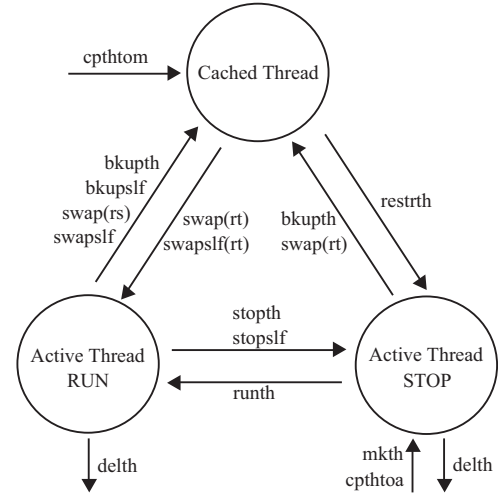 cpthtom
Cached Thread
bkupth
bkupslf
swap(rs)
swapslf
swap(rt)
swapslf(rt)
bkupth
swap(rt)
restrth
Active Thread
RUN
stopth
stopslf
runth
Active Thread
STOP
delth
mkth
cpthtoa
delth